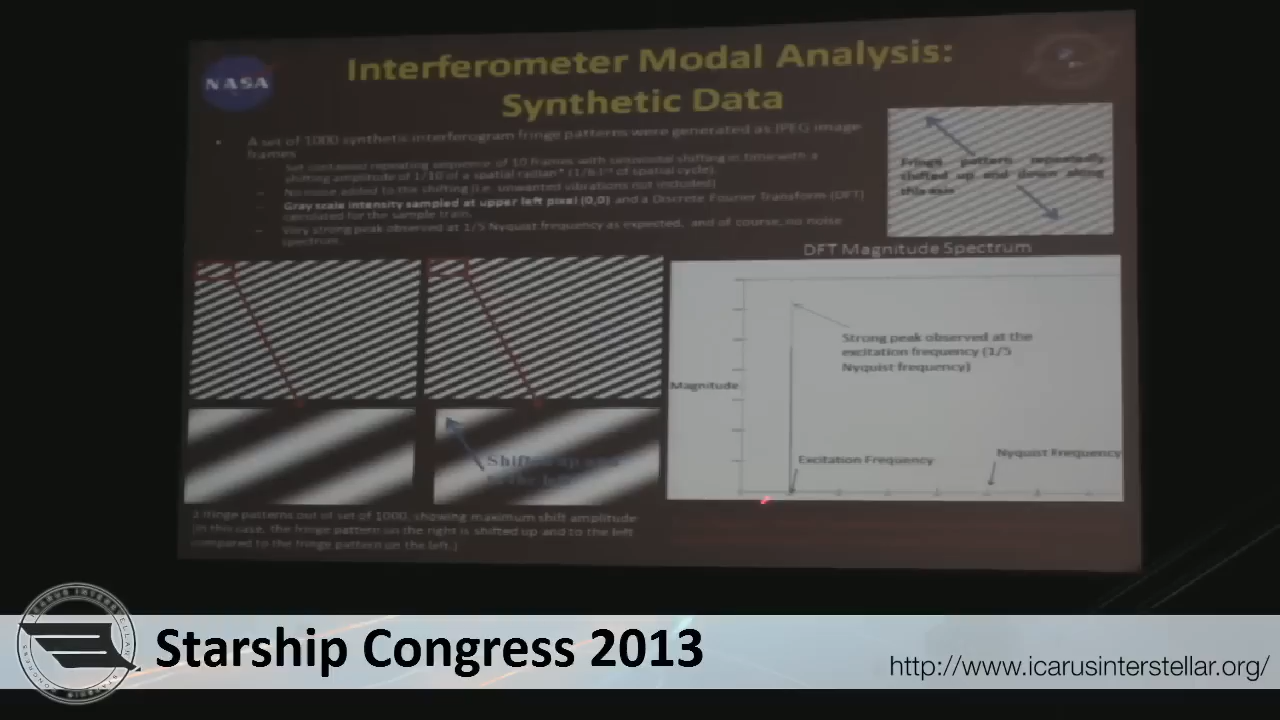 NASA
Interferometer Modal Analysis:
Synthetic Data
A set of 1000 synthetic interferogram fringe patterns were generated as JPEG image
frames
Set contained repeating sequence of 10 frames with sinusoidal shifting in time with a
shifting amplitude of 1/10 of a spatial radian
of spatial cycle).
No noise added to the shifting (i.e. unwanted vibrations not included)
Gray scale intensity sampled at upper left pixel (0,0) and a Discrete Fourier Transform (DFT)
calculated for the sample train.
Very strong peak observed at 1/5 Nyquist frequency as expected, and of course, no noise
spectrum.
Fringe pattern repeatedly
shifted up and down along
this axis
DFT Magnitude Spectrum
Strong peak observed at the
excitation frequency (1/5
Nyquist frequency)
Magnitude
Excitation Frequency
Nyquist Frequency
Shifted up and
to the left
fringe patterns out of set of 1000, showing maximum shift amplitude
(in this case, the fringe pattern on the right is shifted up and to the left
compared to the fringe pattern on the left.)
ICARUS INTERSTELLAR
STARSHIP CONGRESS
Starship Congress 2013
http://www.icarusinterstellar.org/